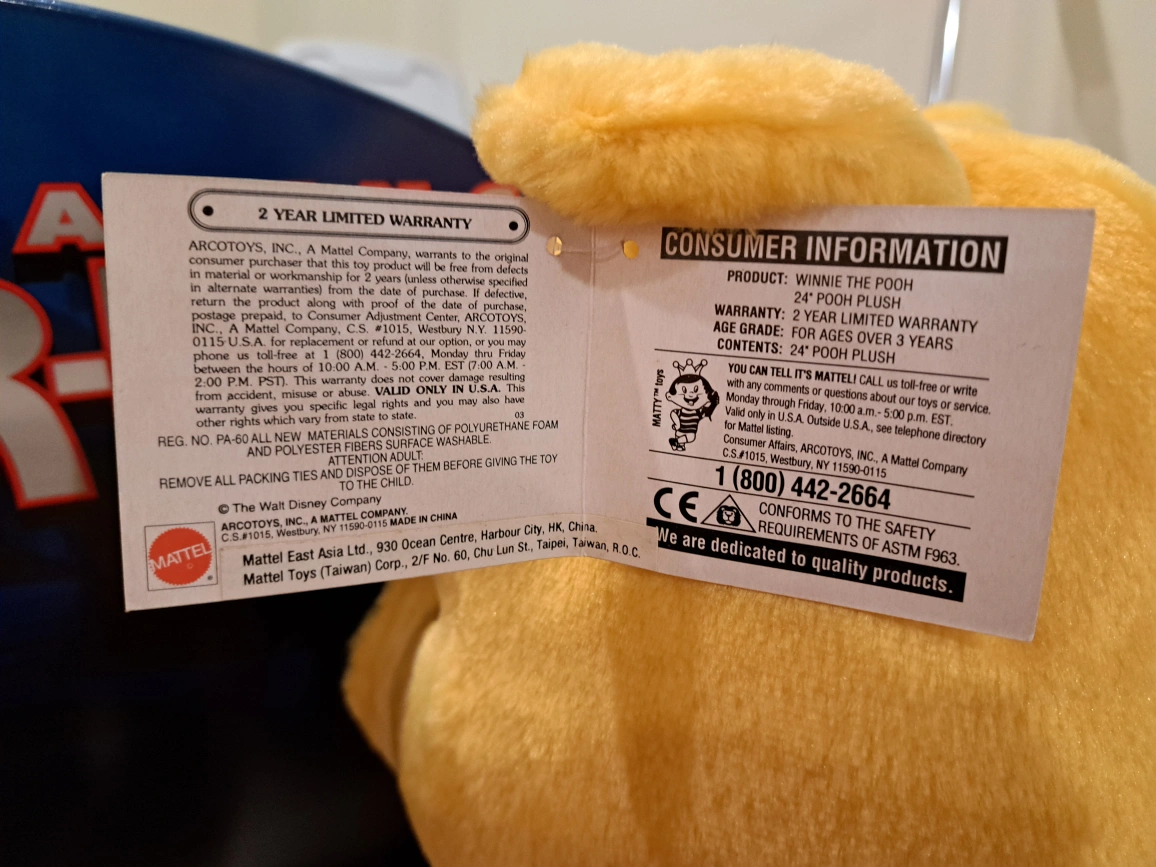 2 YEAR LIMITED WARRANTY
ARCOTOYS, INC., A Mattel Company, warrants to the original
consumer purchaser that this toy product will be free from defects
in material or workmanship for 2 years (unless otherwise specified
in alternate warranties) from the date of purchase. If defective,
return the product along with proof of the date of purchase,
postage prepaid, to Consumer Adjustment Center, ARCOTOYS,
INC., A Mattel Company, C.S. #1015, Westbury N.Y. 11590-
0115 U.S.A. for replacement or refund at our option, or you may
phone us toll-free at 1 (800) 442-2664, Monday thru Friday
between the hours of 10:00 A.M. - 5:00 P.M. EST (7:00 A.M. -
2:00 P.M. PST). This warranty does not cover damage resulting
from accident, misuse or abuse. VALID ONLY IN U.S.A. This
warranty gives you specific legal rights and you may also have
other rights which vary from state to state.
03
REG. NO. PA-60 ALL NEW MATERIALS CONSISTING OF POLYURETHANE FOAM
AND POLYESTER FIBERS SURFACE WASHABLE.
ATTENTION ADULT:
REMOVE ALL PACKING TIES AND DISPOSE OF THEM BEFORE GIVING THE TOY
TO THE CHILD.
© The Walt Disney Company
ARCOTOYS, INC., A MATTEL COMPANY.
C.S.#1015, Westbury, NY 11590-0115 MADE IN CHINA
MATTEL
©
®
Mattel East Asia Ltd., 930 Ocean Centre, Harbour City, HK, China.
Mattel Toys (Taiwan) Corp., 2/F No. 60, Chu Lun St., Taipei, Taiwan, R.O.C.
CONSUMER INFORMATION
PRODUCT: WINNIE THE POOH
24" POOH PLUSH
WARRANTY: 2 YEAR LIMITED WARRANTY
AGE GRADE: FOR AGES OVER 3 YEARS
CONTENTS: 24" POOH PLUSH
MATTY™ toys
YOU CAN TELL IT'S MATTEL! CALL us toll-free or write
with any comments or questions about our toys or service.
Monday through Friday, 10:00 a.m.- 5:00 p.m. EST.
Valid only in U.S.A. Outside U.S.A., see telephone directory
for Mattel listing.
Consumer Affairs, ARCOTOYS, INC., A Mattel Company
C.S.#1015, Westbury, NY 11590-0115
1 (800) 442-2664
CE
CONFORMS TO THE SAFETY
REQUIREMENTS OF ASTM F963.
We are dedicated to quality products.